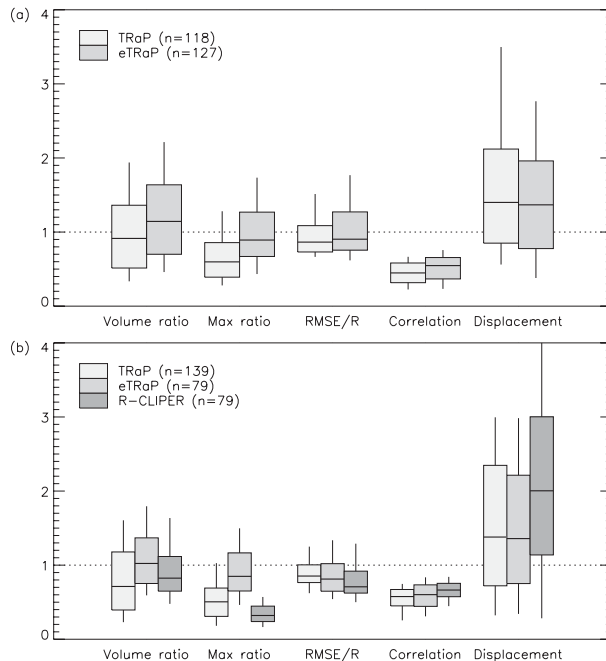 (a)
4
3
2
1
0
TRaP (n=118)
eTRaP (n=127)
Volume ratio Max ratio RMSE/R Correlation Displacement
(b)
4
3
2
1
0
TRaP (n=139)
eTRaP (n=79)
R-CLIPER (n=79)
Volume ratio Max ratio RMSE/R Correlation Displacement